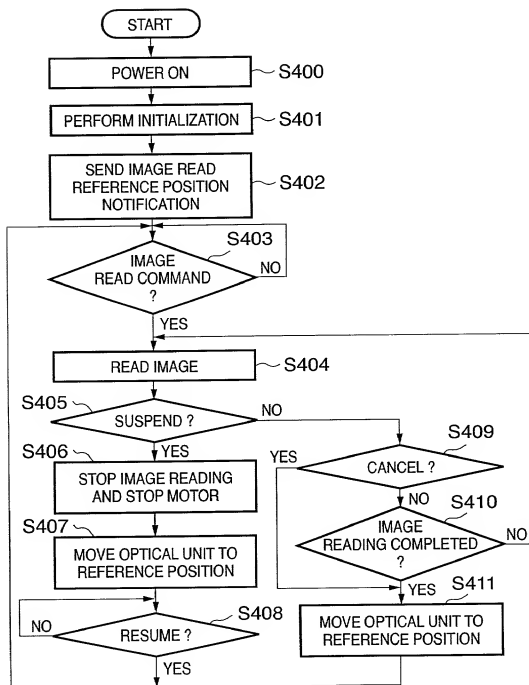 START
POWER ON
S400
PERFORM INITIALIZATION
S401
SEND IMAGE READ
REFERENCE POSITION
NOTIFICATION
S402
S403
IMAGE
READ COMMAND
?
NO
YES
READ IMAGE
S404
S405
SUSPEND ?
NO
YES
S406
STOP IMAGE READING
AND STOP MOTOR
S407
MOVE OPTICAL UNIT TO
REFERENCE POSITION
NO
RESUME ?
S408
YES
S409
YES
CANCEL ?
NO
S410
IMAGE
READING COMPLETED
?
NO
YES
S411
MOVE OPTICAL UNIT TO
REFERENCE POSITION